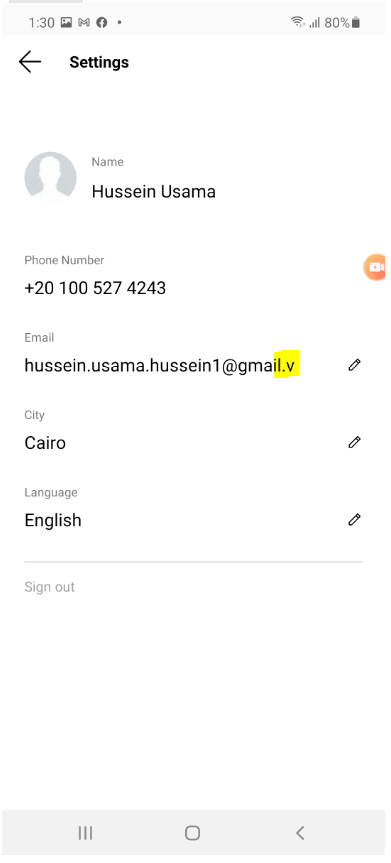 1:30 80%
Settings
Name
Hussein Usama
Phone Number
+20 100 527 4243
Email
hussein.usama.hussein1@gmail.v
City
Cairo
Language
English
Sign out